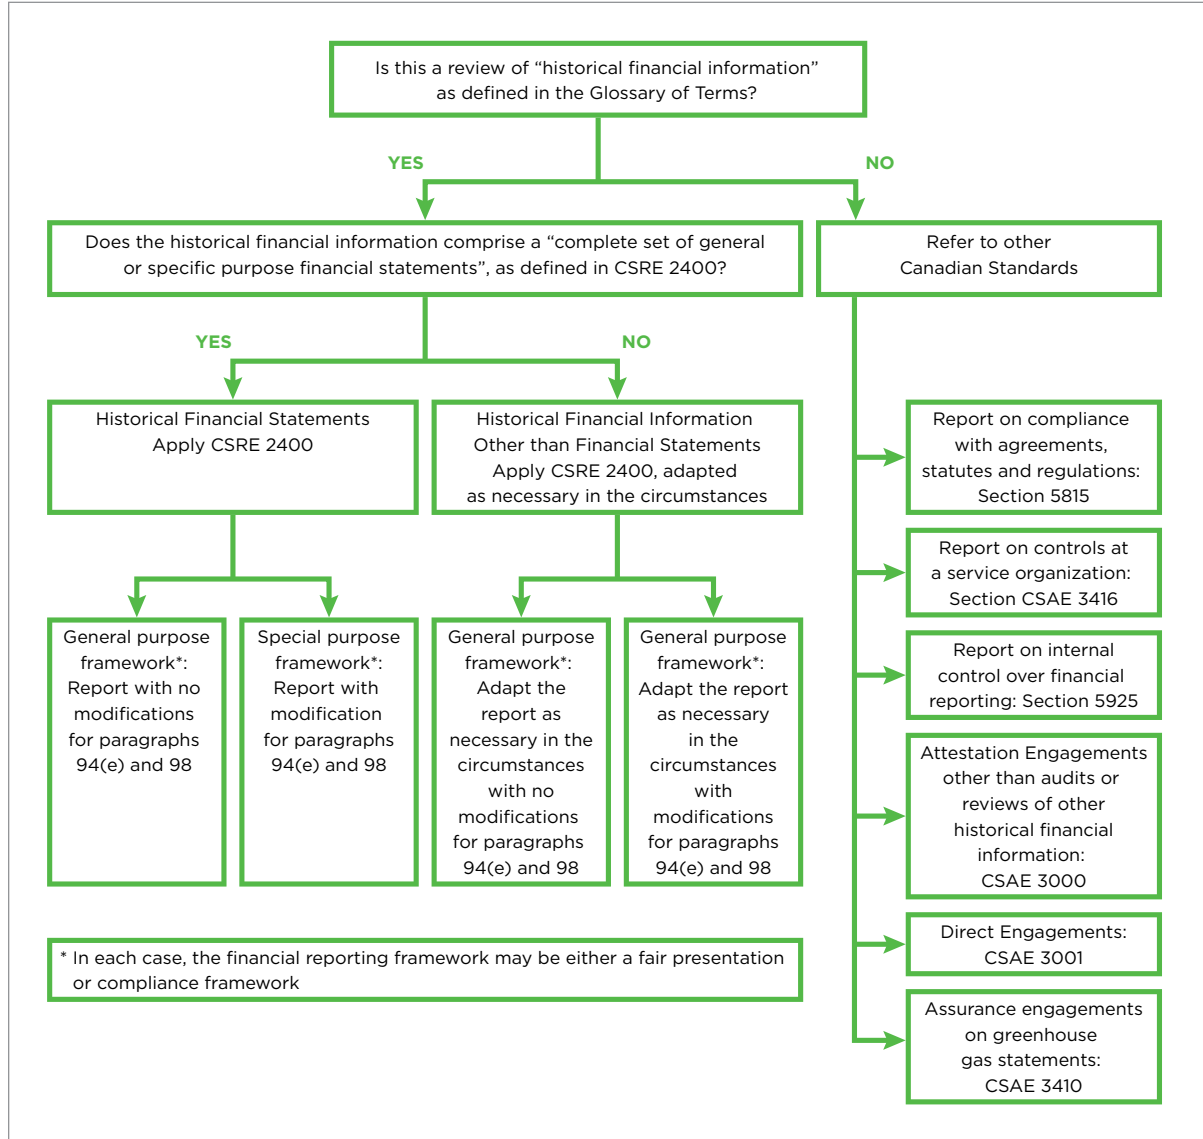 Is this a review of “historical financial information”
as defined in the Glossary of Terms?
YES
NO
Does the historical financial information comprise a “complete set of general
or specific purpose financial statements”, as defined in CSRE 2400?
Refer to other
Canadian Standards
YES
NO
Historical Financial Statements
Apply CSRE 2400
Historical Financial Information
Other than Financial Statements
Apply CSRE 2400, adapted
as necessary in the circumstances
General purpose
framework*:
Report with no
modifications
for paragraphs
94(e) and 98
Special purpose
framework*:
Report with
modification
for paragraphs
94(e) and 98
General purpose
framework*:
Adapt the
report as
necessary in the
circumstances
with no
modifications
for paragraphs
94(e) and 98
General purpose
framework*:
Adapt the report
as necessary
in the
circumstances
with
modifications
for paragraphs
94(e) and 98
Report on compliance
with agreements,
statutes and regulations:
Section 5815
Report on controls at
a service organization:
Section CSAE 3416
Report on internal
control over financial
reporting: Section 5925
Attestation Engagements
other than audits or
reviews of other
historical financial
information:
CSAE 3000
Direct Engagements:
CSAE 3001
Assurance engagements
on greenhouse
gas statements:
CSAE 3410
* In each case, the financial reporting framework may be either a fair presentation
or compliance framework